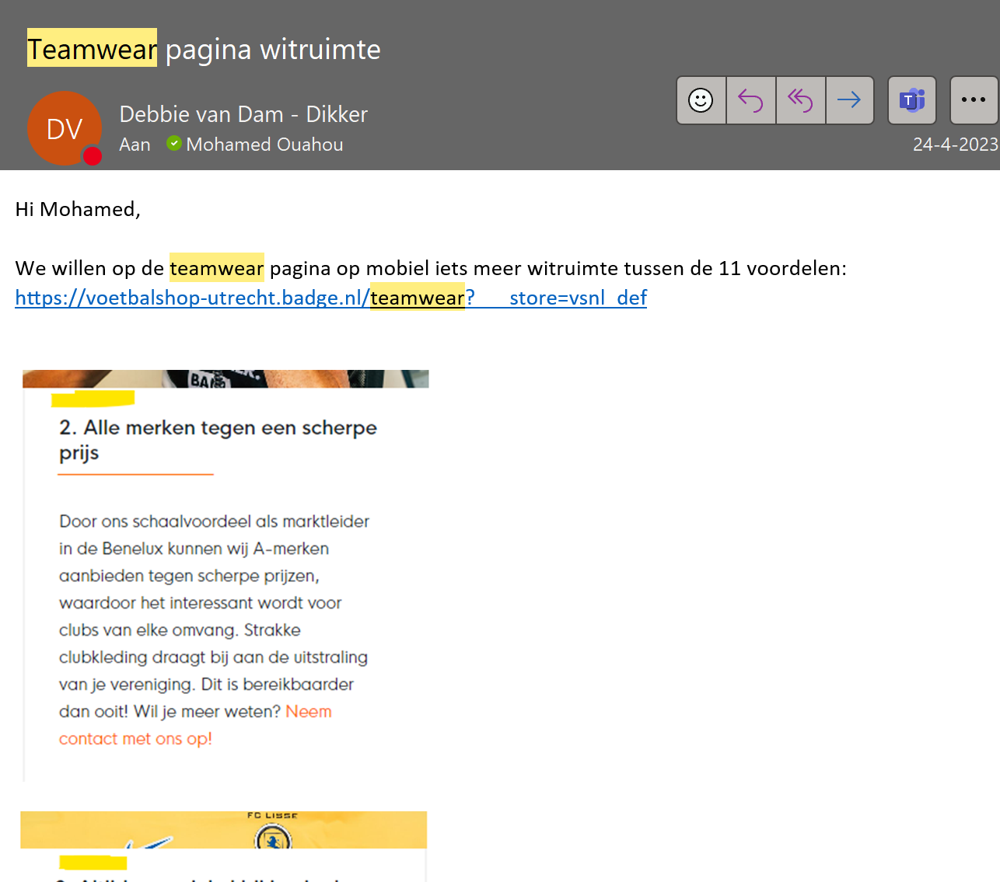 Teamwear pagina witruimte
DV
Debbie van Dam - Dikker
Aan Mohamed Ouahou
24-4-2023
Hi Mohamed,
We willen op de teamwear pagina op mobiel iets meer witruimte tussen de 11 voordelen:
https://voetbalshop-utrecht.badge.nl/teamwear?___store=vsnl_def
2. Alle merken tegen een scherpe
prijs
Door ons schaalvoordeel als marktleider
in de Benelux kunnen wij A-merken
aanbieden tegen scherpe prijzen,
waardoor het interessant wordt voor
clubs van elke omvang. Strakke
clubkleding draagt bij aan de uitstraling
van je vereniging. Dit is bereikbaarder
dan ooit! Wil je meer weten? Neem
contact met ons op!
FC LISSE